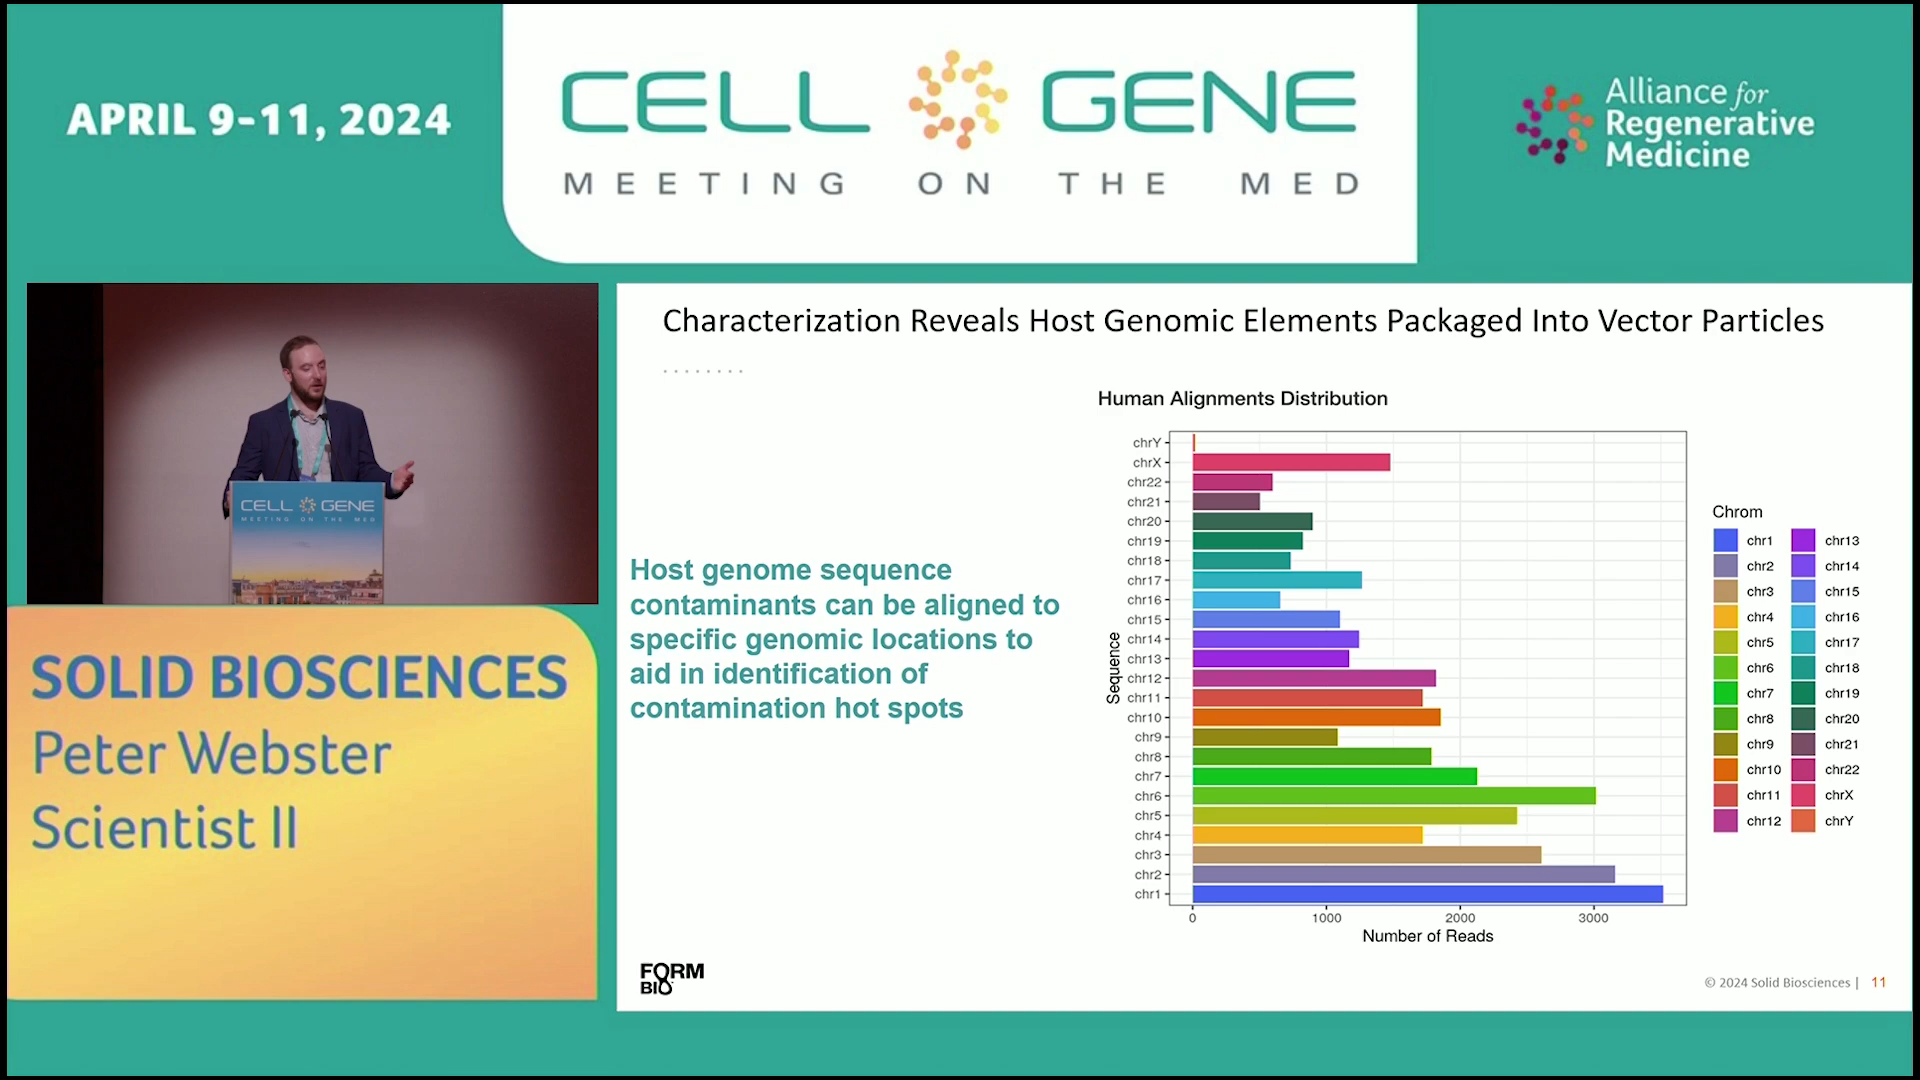 APRIL 9-11, 2024
CELL GENE
MEETING ON THE MED
Alliance for
Regenerative
Medicine
CELL GENE
MEETING ON THE MED
SOLID BIOSCIENCES
Peter Webster
Scientist II
Characterization Reveals Host Genomic Elements Packaged Into Vector Particles
Host genome sequence
contaminants can be aligned to
specific genomic locations to
aid in identification of
contamination hot spots
Human Alignments Distribution
Sequence
chrY
chrX
chr22
chr21
chr20
chr19
chr18
chr17
chr16
chr15
chr14
chr13
chr12
chr11
chr10
chr9
chr8
chr7
chr6
chr5
chr4
chr3
chr2
chr1
0 1000 2000 3000
Number of Reads
Chrom
chr1 chr13
chr2 chr14
chr3 chr15
chr4 chr16
chr5 chr17
chr6 chr18
chr7 chr19
chr8 chr20
chr9 chr21
chr10 chr22
chr11 chrX
chr12 chrY
FORM
BIO
© 2024 Solid Biosciences | 11